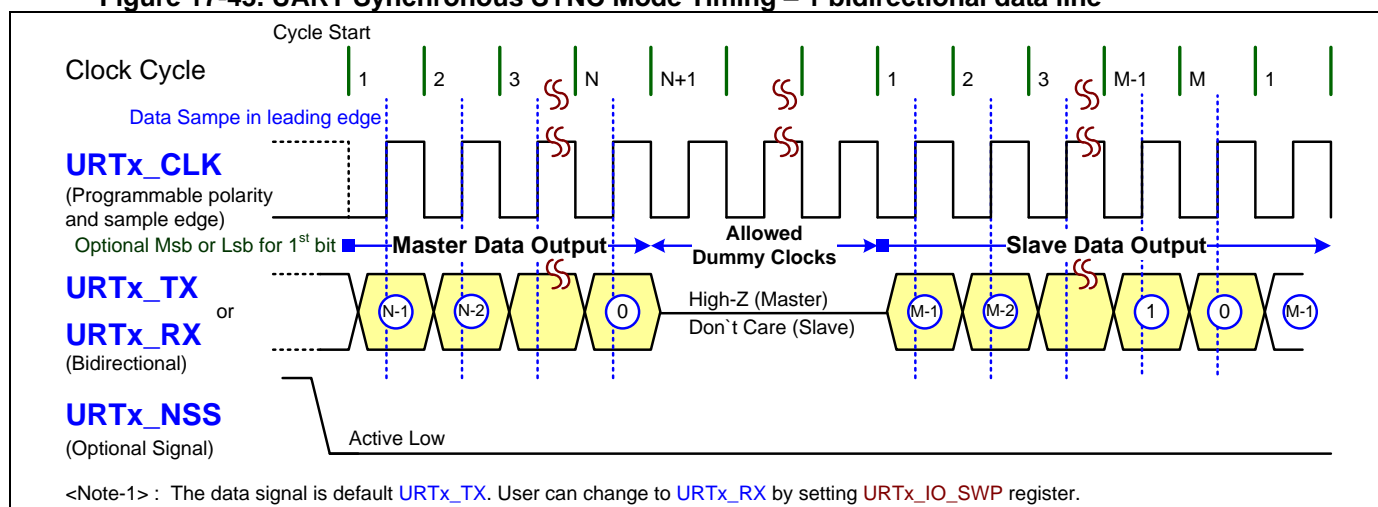 Figure 17-43. UART Synchronous SYNC Mode Timing – 1 bidirectional data line
Cycle Start
Clock Cycle
1 2 3 N N+1 1 2 3 M-1 M 1
Data Sampe in leading edge
URTx_CLK
(Programmable polarity
and sample edge)
Optional Msb or Lsb for 1st bit
Master Data Output
Allowed
Dummy Clocks
Slave Data Output
URTx_TX
or
URTx_RX
(Bidirectional)
N-1 N-2 0
High-Z (Master)
Don`t Care (Slave)
M-1 M-2 1 0 M-1
URTx_NSS
(Optional Signal)
Active Low
<Note-1> : The data signal is default URTx_TX. User can change to URTx_RX by setting URTx_IO_SWP register.